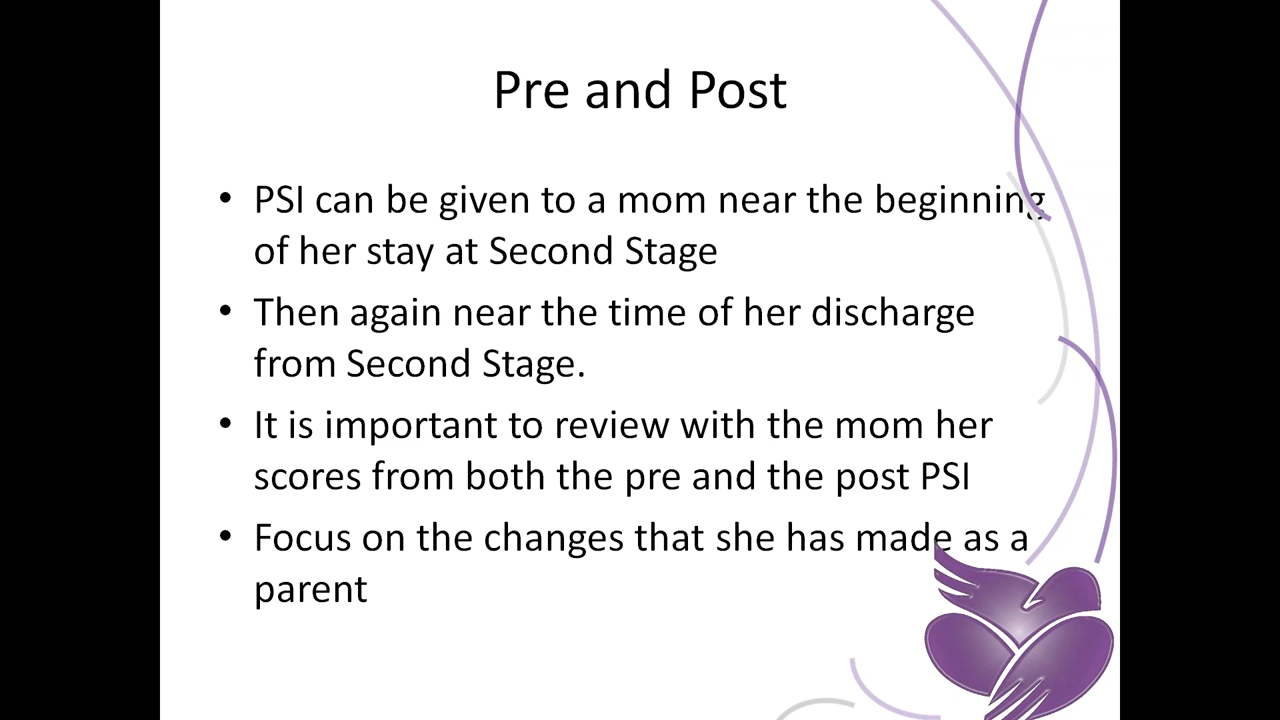 Pre and Post
• PSI can be given to a mom near the beginning
of her stay at Second Stage
• Then again near the time of her discharge
from Second Stage.
• It is important to review with the mom her
scores from both the pre and the post PSI
• Focus on the changes that she has made as a
parent